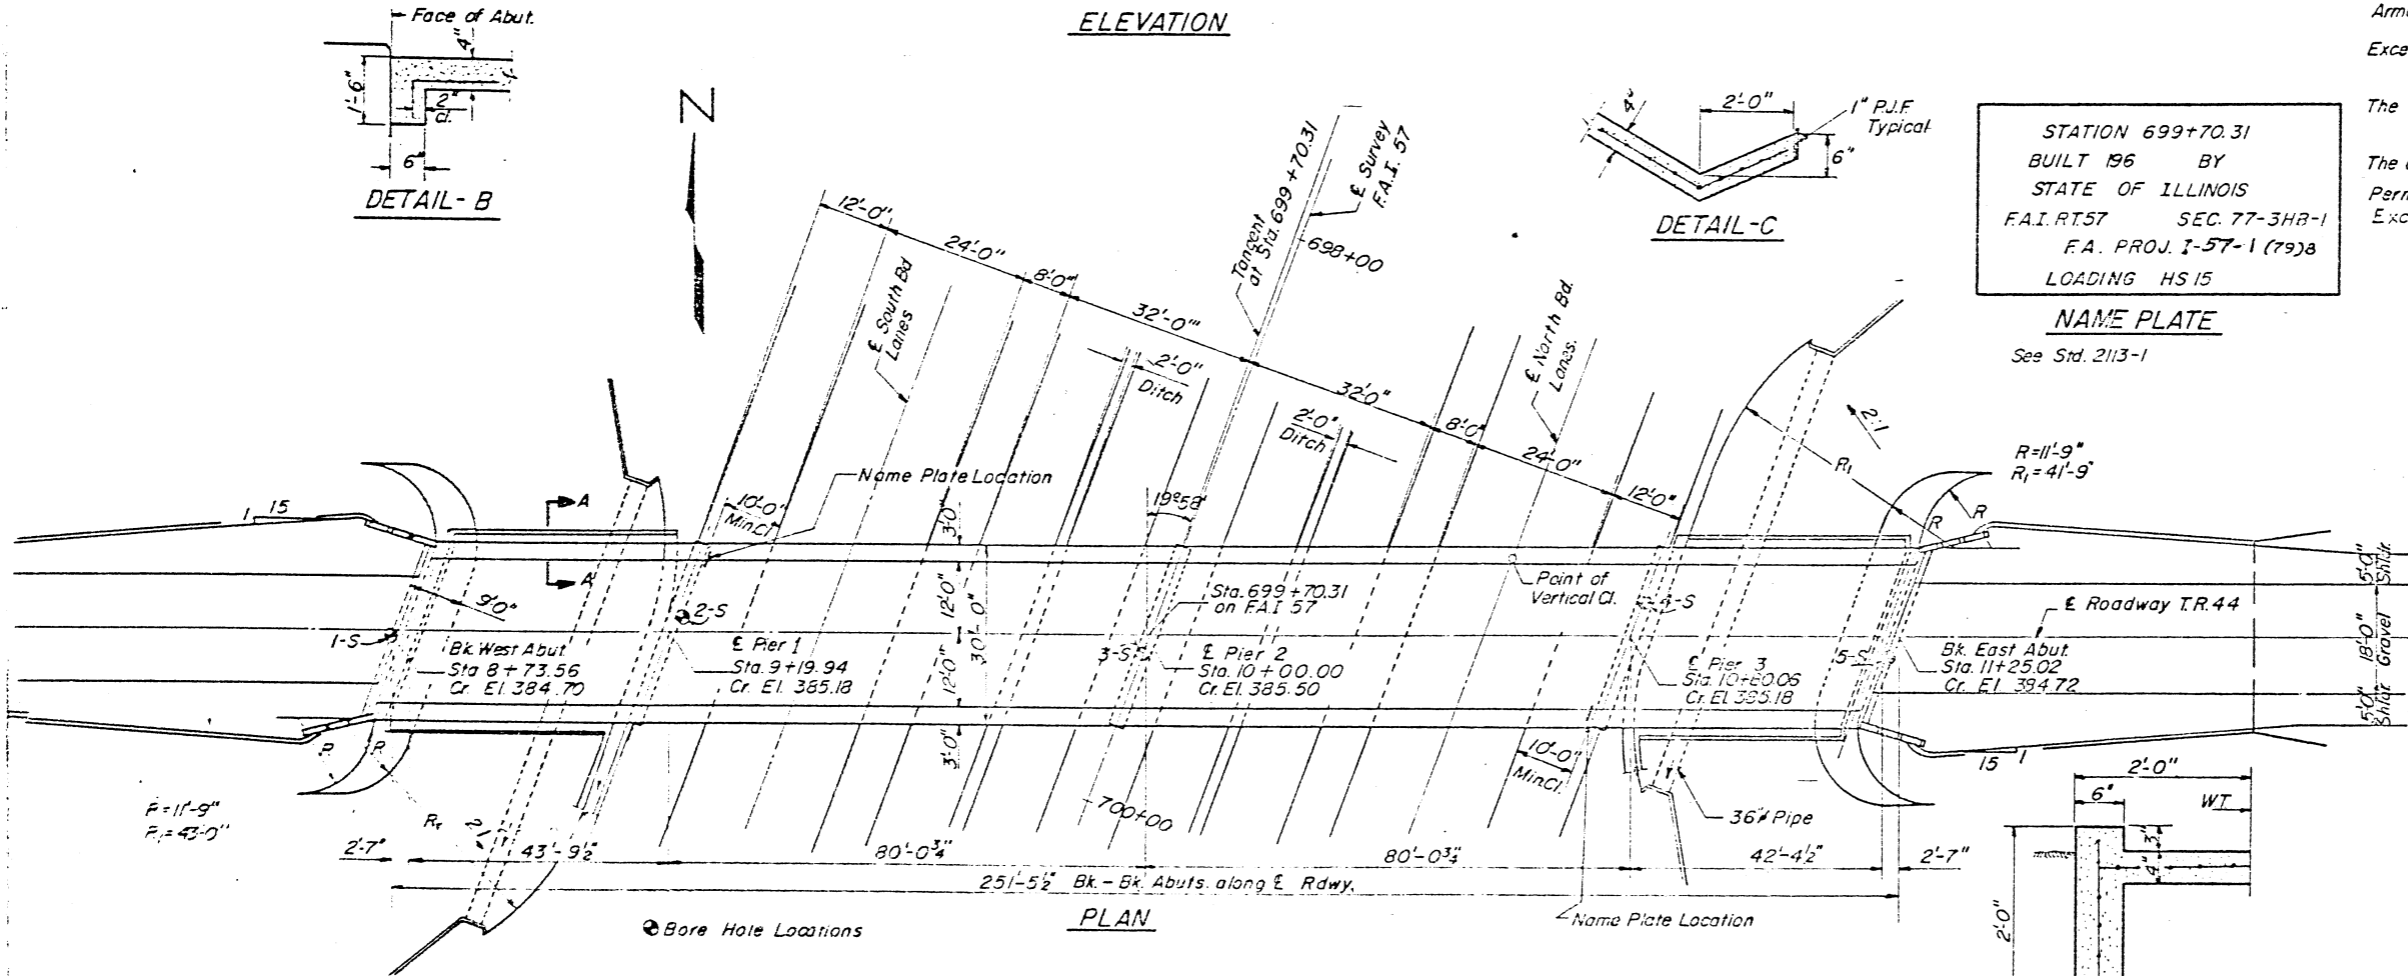 ELEVATION
Face of Abut.
4"
1'-6"
2"
cl.
6"
DETAIL-B
N
Exce
The
The
Perm
Exc
2'-0"
4"
1" P.J.F.
Typical
6"
DETAIL-C
STATION 699+70.31
BUILT 196 BY
STATE OF ILLINOIS
F.A.I. RT. 57 SEC. 77-3HB-1
F.A. PROJ. I-57-1 (79)8
LOADING HS 15
NAME PLATE
See Std. 2113-1
12'-0"
24'-0"
8'-0"
32'-0"
32'-0"
8'-0"
24'-0"
12'-0"
℄ South Bd
Lanes
Tangent
at Sta. 699+70.31
℄ Survey
F.A.I. 57
698+00
℄ North Bd.
Lanes.
2'-0"
Ditch
2'-0"
Ditch
2:1
R1
R=11'-9"
R1=41'-9"
R
R
Name Plate Location
10'-0"
Min.Cl.
19°58'
3'-0"
1 15
A
A
9'-0"
2-S
1-S
Bk. West Abut.
Sta 8+73.56
Cr. El. 384.70
℄ Pier 1
Sta. 9+19.94
Cr. El. 385.18
12'-0"
30'-0"
12'-0"
3'-0"
Sta. 699+70.31
on F.A.I. 57
3-S
℄ Pier 2
Sta. 10+00.00
Cr. El. 385.50
Point of
Vertical Cl.
℄ Pier 3
Sta. 10+80.06
Cr. El. 385.18
5-S
℄ Roadway T.R. 44
Bk. East Abut.
Sta. 11+25.02
Cr. El. 384.72
5'-0" Shldr.
18'-0" Gravel
5'-0" Shldr.
10'-0"
Min.Cl.
15 1
R
R
R=11'-9"
R1=43'-0"
R1
2:1
700+00
36"ø Pipe
2'-7"
43'-9½"
80'-0¾"
80'-0¾"
42'-4½"
2'-7"
251'-5½" Bk.-Bk. Abuts. along ℄ Rdwy.
Bore Hole Locations
PLAN
Name Plate Location
2'-0"
6"
W.T.
3"
4"
2'-0"